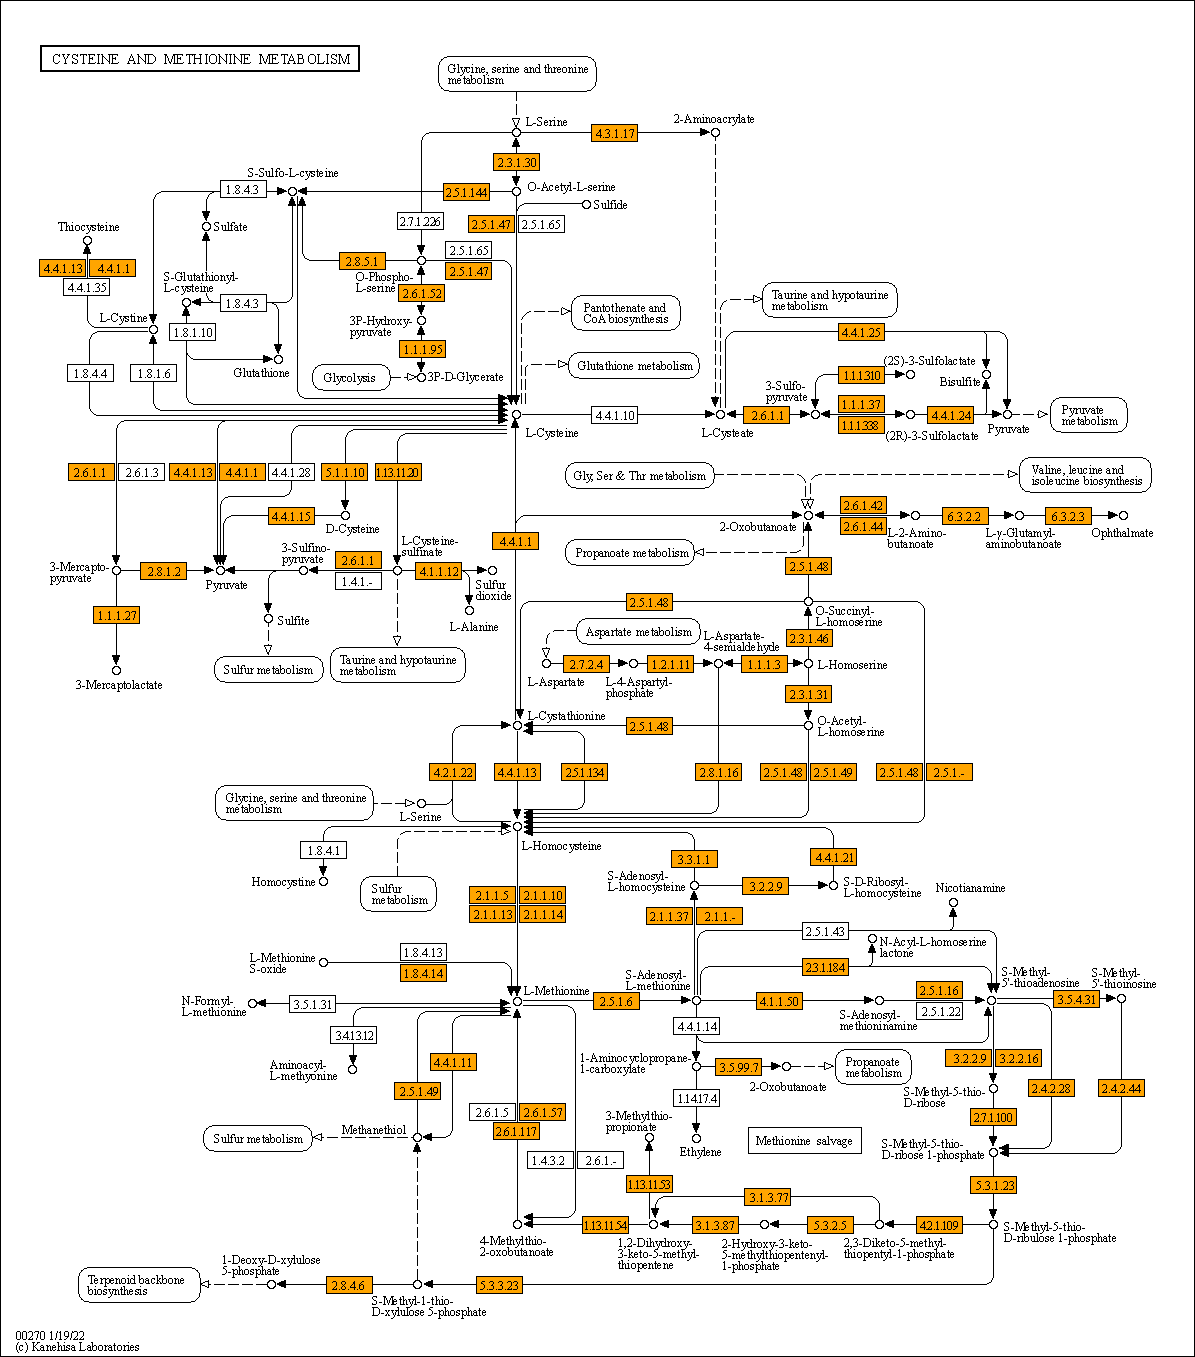 CYSTEINE AND METHIONINE METABOLISM
Glycine, serine and threonine
metabolism
L-Serine
4.3.1.17
2-Aminoacrylate
2.3.1.30
S-Sulfo-L-cysteine
1.8.4.3
2.5.1.144
O-Acetyl-L-serine
Sulfide
2.7.1.226
2.5.1.47
2.5.1.65
Thiocysteine
Sulfate
4.4.1.13
4.4.1.1
4.4.1.35
S-Glutathionyl-
L-cysteine
2.8.5.1
2.5.1.65
2.5.1.47
O-Phospho-
L-serine
2.6.1.52
1.8.4.3
L-Cystine
1.8.1.10
3P-Hydroxy-
pyruvate
Pantothenate and
CoA biosynthesis
Taurine and hypotaurine
metabolism
4.4.1.25
1.1.1.95
Glutathione
1.8.4.4
1.8.1.6
Glycolysis
3P-D-Glycerate
Glutathione metabolism
(2S)-3-Sulfolactate
1.1.1.310
Bisulfite
3-Sulfo-
pyruvate
1.1.1.37
1.1.1.338
(2R)-3-Sulfolactate
L-Cysteine
4.4.1.10
L-Cysteate
2.6.1.1
4.4.1.24
Pyruvate
Pyruvate
metabolism
2.6.1.1
2.6.1.3
4.4.1.13
4.4.1.1
4.4.1.28
5.1.1.10
1.13.11.20
Gly, Ser & Thr metabolism
Valine, leucine and
isoleucine biosynthesis
4.4.1.15
D-Cysteine
2-Oxobutanoate
2.6.1.42
2.6.1.44
L-2-Amino-
butanoate
6.3.2.2
L-γ-Glutamyl-
aminobutanoate
6.3.2.3
Ophthalmate
3-Mercapto-
pyruvate
2.8.1.2
Pyruvate
3-Sulfino-
pyruvate
2.6.1.1
1.4.1.-
L-Cysteine-
sulfinate
4.1.1.12
Sulfur
dioxide
4.4.1.1
Propanoate metabolism
2.5.1.48
1.1.1.27
Sulfite
L-Alanine
2.5.1.48
O-Succinyl-
L-homoserine
Aspartate metabolism
L-Aspartate-
4-semialdehyde
2.3.1.46
3-Mercaptolactate
Sulfur metabolism
Taurine and hypotaurine
metabolism
L-Aspartate
2.7.2.4
L-4-Aspartyl-
phosphate
1.2.1.11
1.1.1.3
L-Homoserine
2.3.1.31
L-Cystathionine
2.5.1.48
O-Acetyl-
L-homoserine
4.2.1.22
4.4.1.13
2.5.1.134
2.8.1.16
2.5.1.48
2.5.1.49
2.5.1.48
2.5.1.-
Glycine, serine and threonine
metabolism
L-Serine
L-Homocysteine
1.8.4.1
Homocystine
Sulfur
metabolism
3.3.1.1
4.4.1.21
S-Adenosyl-
L-homocysteine
3.2.2.9
S-D-Ribosyl-
L-homocysteine
Nicotianamine
2.1.1.5
2.1.1.10
2.1.1.13
2.1.1.14
2.1.1.37
2.1.1.-
2.5.1.43
N-Acyl-L-homoserine
lactone
L-Methionine
S-oxide
1.8.4.13
1.8.4.14
2.3.1.184
S-Adenosyl-
L-methionine
S-Methyl-
5'-thioadenosine
S-Methyl-
5'-thioinosine
N-Formyl-
L-methionine
3.5.1.31
L-Methionine
2.5.1.6
4.1.1.50
S-Adenosyl-
methioninamine
2.5.1.16
2.5.1.22
3.5.4.31
3.4.13.12
4.4.1.14
Aminoacyl-
L-methyonine
4.4.1.11
2.5.1.49
1-Aminocyclopropane-
1-carboxylate
3.5.99.7
2-Oxobutanoate
Propanoate
metabolism
3.2.2.9
3.2.2.16
S-Methyl-5-thio-
D-ribose
2.4.2.28
2.4.2.44
1.14.17.4
2.6.1.5
2.6.1.57
2.6.1.117
3-Methylthio-
propionate
2.7.1.100
Sulfur metabolism
Methanethiol
Ethylene
Methionine salvage
S-Methyl-5-thio-
D-ribose 1-phosphate
1.4.3.2
2.6.1.-
1.13.11.53
3.1.3.77
5.3.1.23
4-Methylthio-
2-oxobutanoate
1.13.11.54
1,2-Dihydroxy-
3-keto-5-methyl-
thiopentene
3.1.3.87
2-Hydroxy-3-keto-
5-methylthiopentenyl-
1-phosphate
5.3.2.5
2,3-Diketo-5-methyl-
thiopentyl-1-phosphate
4.2.1.109
S-Methyl-5-thio-
D-ribulose 1-phosphate
Terpenoid backbone
biosynthesis
1-Deoxy-D-xylulose
5-phosphate
2.8.4.6
S-Methyl-1-thio-
D-xylulose 5-phosphate
5.3.3.23
00270 1/19/22
(c) Kanehisa Laboratories